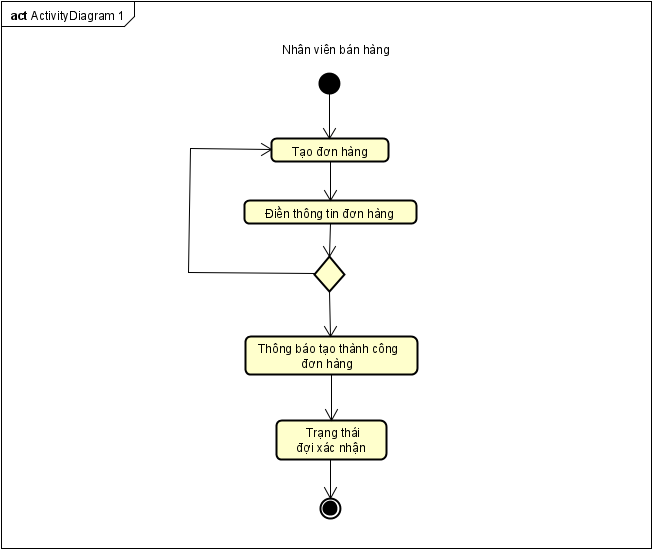 act ActivityDiagram 1
Nhân viên bán hàng
Tạo đơn hàng
Điền thông tin đơn hàng
Thông báo tạo thành công
đơn hàng
Trạng thái
đợi xác nhận